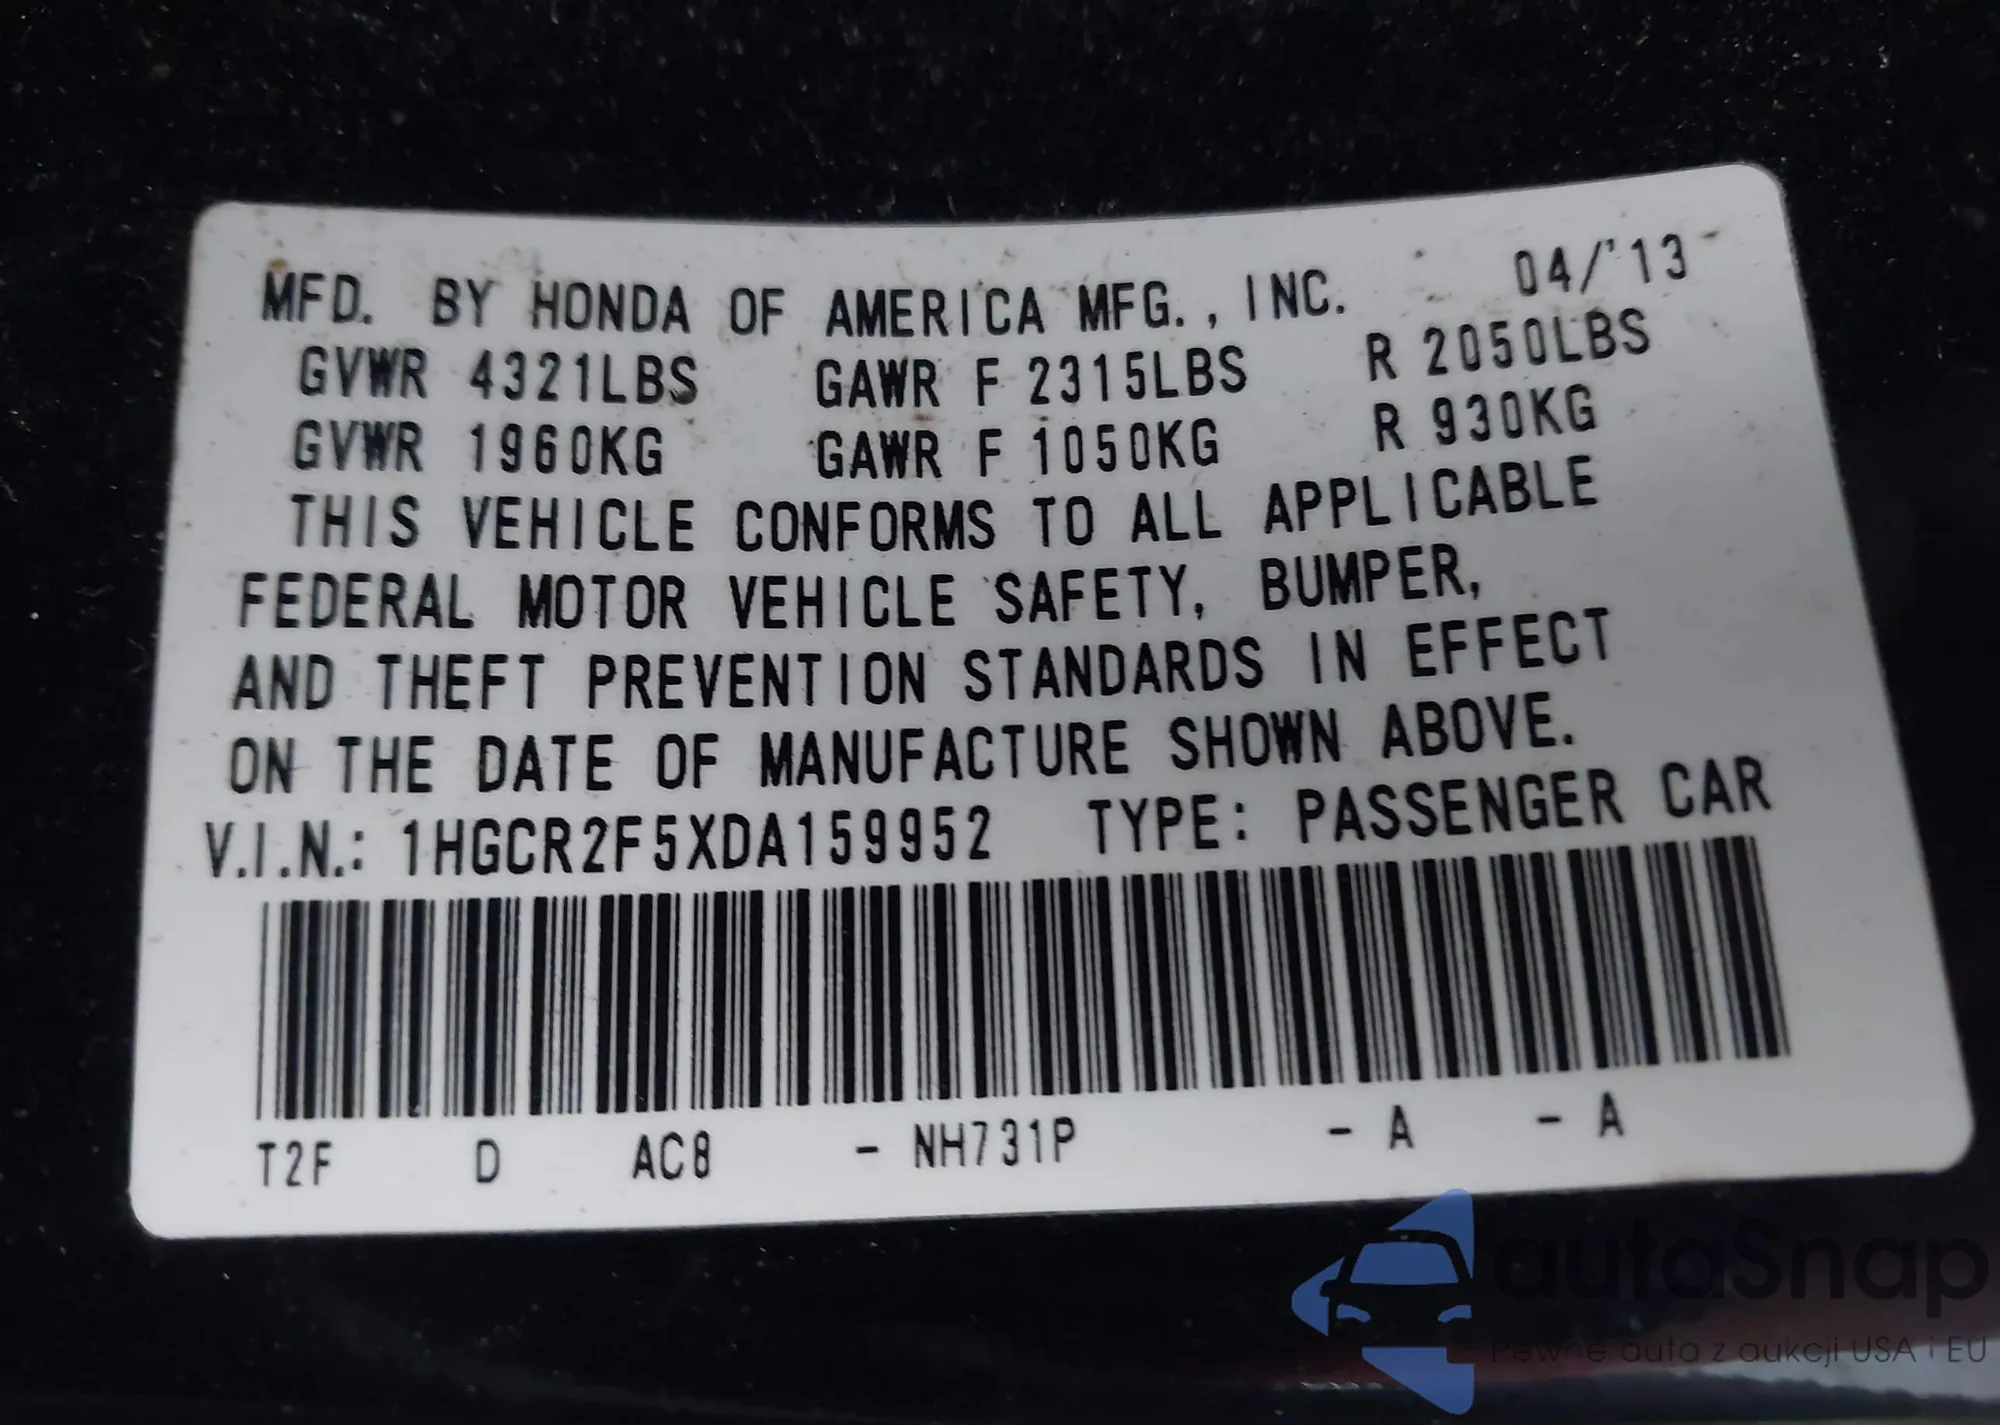 MFD. BY HONDA OF AMERICA MFG., INC. 04/'13
GVWR 4321LBS GAWR F 2315LBS R 2050LBS
GVWR 1960KG GAWR F 1050KG R 930KG
THIS VEHICLE CONFORMS TO ALL APPLICABLE
FEDERAL MOTOR VEHICLE SAFETY, BUMPER,
AND THEFT PREVENTION STANDARDS IN EFFECT
ON THE DATE OF MANUFACTURE SHOWN ABOVE.
V.I.N.: 1HGCR2F5XDA159952 TYPE: PASSENGER CAR
T2F D AC8 - NH731P - A - A
autaSnap
Pewne auta z aukcji USA i EU